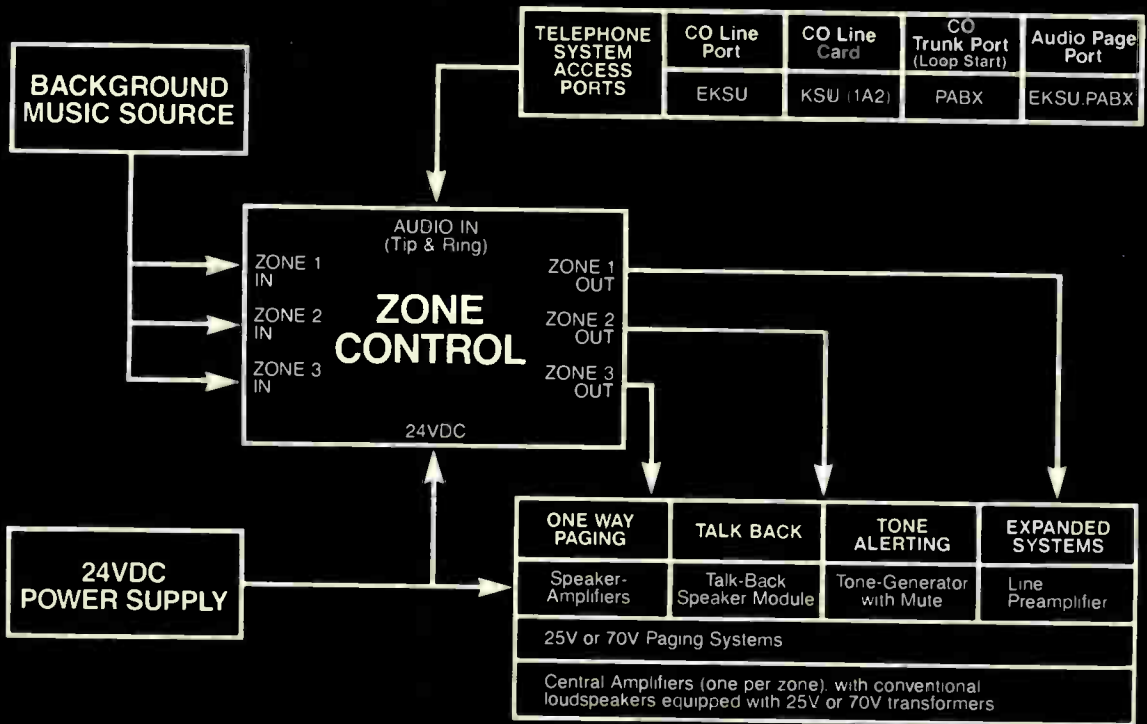 BACKGROUND
MUSIC SOURCE
TELEPHONE
SYSTEM
ACCESS
PORTS
CO Line
Port
CO Line
Card
CO
Trunk Port
(Loop Start)
Audio Page
Port
EKSU
KSU (1A2)
PABX
EKSU.PABX
AUDIO IN
(Tip & Ring)
ZONE 1
IN
ZONE 2
IN
ZONE 3
IN
ZONE
CONTROL
ZONE 1
OUT
ZONE 2
OUT
ZONE 3
OUT
24VDC
24VDC
POWER SUPPLY
ONE WAY
PAGING
TALK BACK
TONE
ALERTING
EXPANDED
SYSTEMS
Speaker-
Amplifiers
Talk-Back
Speaker Module
Tone-Generator
with Mute
Line
Preamplifier
25V or 70V Paging Systems
Central Amplifiers (one per zone). with conventional
loudspeakers equipped with 25V or 70V transformers